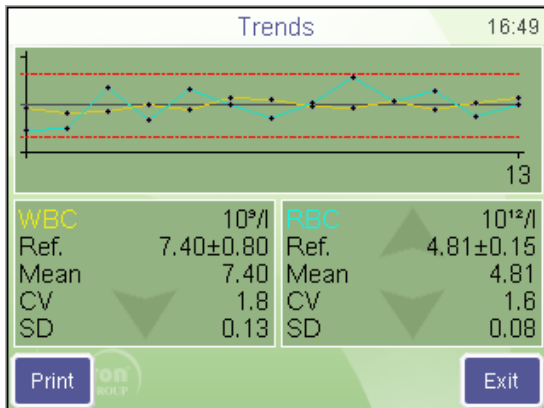 Trends
16:49
13
WBC 10⁹/l
Ref. 7.40±0.80
Mean 7.40
CV 1.8
SD 0.13
RBC 10¹²/l
Ref. 4.81±0.15
Mean 4.81
CV 1.6
SD 0.08
Print
Exit